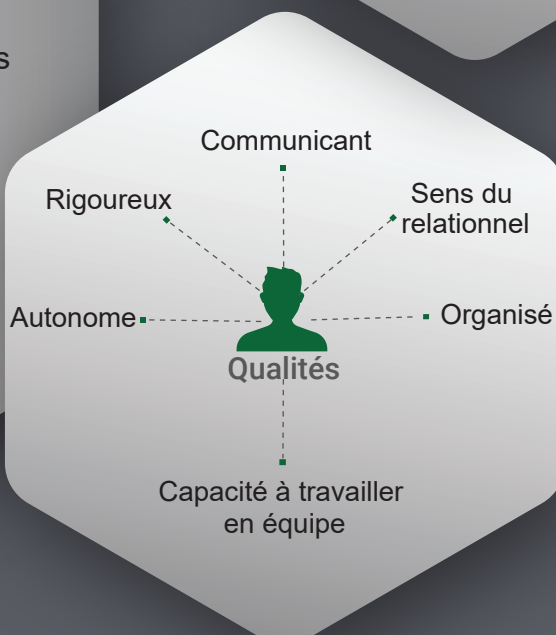 s
Communicant
Rigoureux
Sens du
relationnel
Autonome
Organisé
Qualités
Capacité à travailler
en équipe